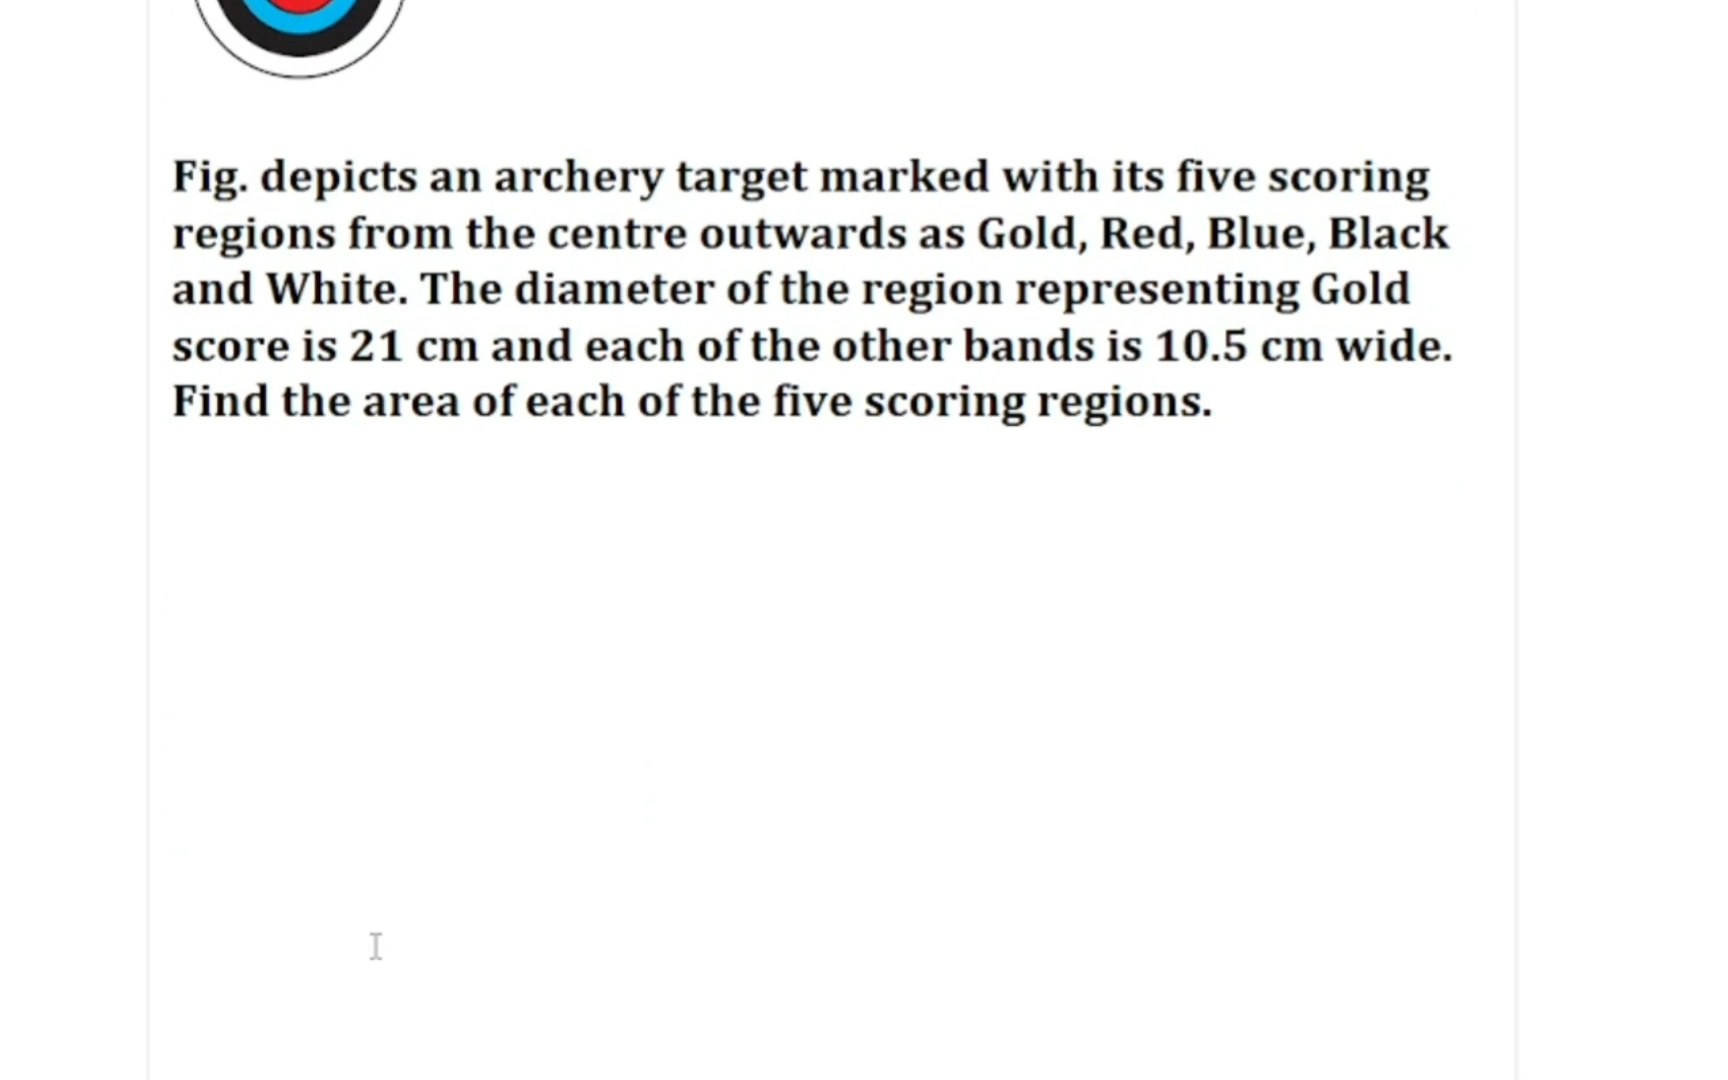 Fig. depicts an archery target marked with its five scoring
regions from the centre outwards as Gold, Red, Blue, Black
and White. The diameter of the region representing Gold
score is 21 cm and each of the other bands is 10.5 cm wide.
Find the area of each of the five scoring regions.